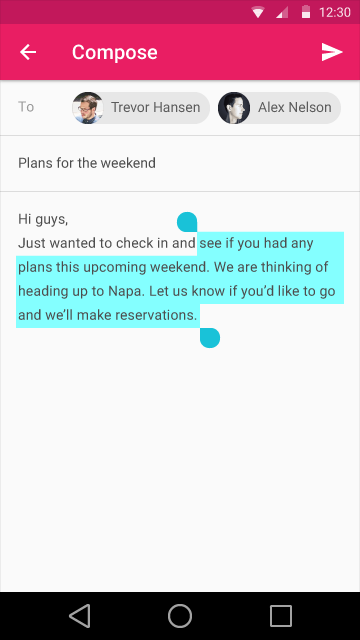 12:30
Compose
To Trevor Hansen Alex Nelson
Plans for the weekend
Hi guys,
Just wanted to check in and see if you had any
plans this upcoming weekend. We are thinking of
heading up to Napa. Let us know if you’d like to go
and we’ll make reservations.